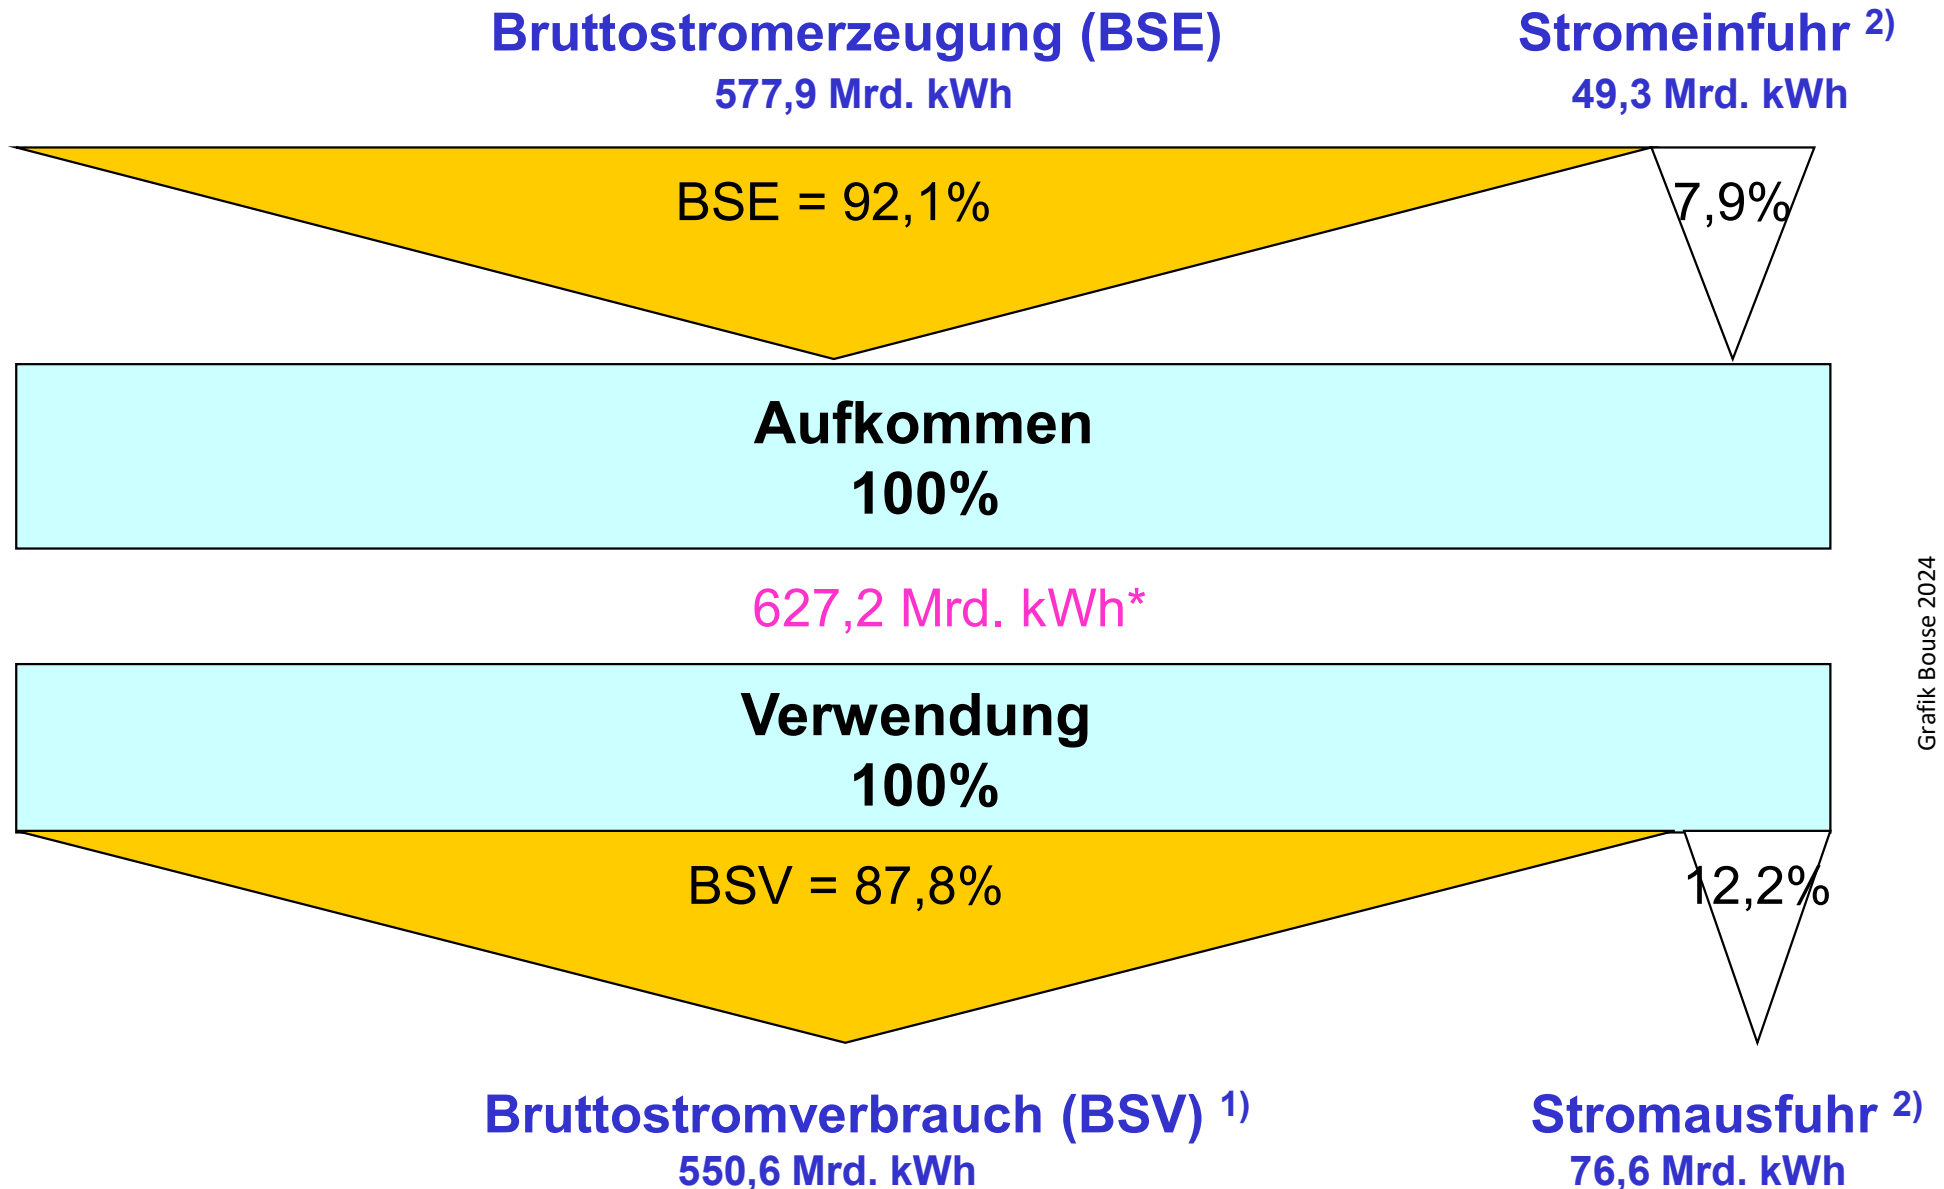 Bruttostromerzeugung (BSE)
577,9 Mrd. kWh
Stromeinfuhr 2)
49,3 Mrd. kWh
BSE = 92,1%
7,9%
Aufkommen
100%
627,2 Mrd. kWh*
Verwendung
100%
BSV = 87,8%
12,2%
Bruttostromverbrauch (BSV) 1)
550,6 Mrd. kWh
Stromausfuhr 2)
76,6 Mrd. kWh
Grafik Bouse 2024